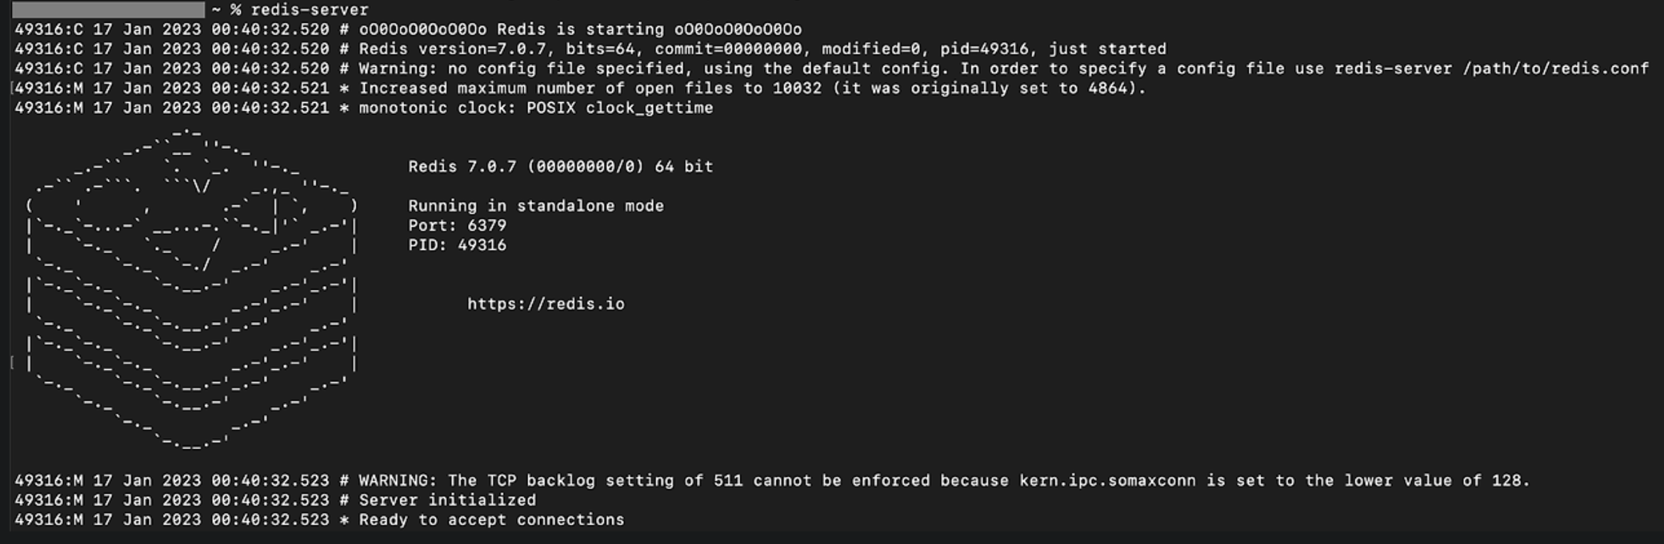 ~ % redis-server
49316:C 17 Jan 2023 00:40:32.520 # oO0OoO0OoO0Oo Redis is starting oO0OoO0OoO0Oo
49316:C 17 Jan 2023 00:40:32.520 # Redis version=7.0.7, bits=64, commit=00000000, modified=0, pid=49316, just started
49316:C 17 Jan 2023 00:40:32.520 # Warning: no config file specified, using the default config. In order to specify a config file use redis-server /path/to/redis.conf
49316:M 17 Jan 2023 00:40:32.521 * Increased maximum number of open files to 10032 (it was originally set to 4864).
49316:M 17 Jan 2023 00:40:32.521 * monotonic clock: POSIX clock_gettime
Redis 7.0.7 (00000000/0) 64 bit
Running in standalone mode
Port: 6379
PID: 49316
https://redis.io
49316:M 17 Jan 2023 00:40:32.523 # WARNING: The TCP backlog setting of 511 cannot be enforced because kern.ipc.somaxconn is set to the lower value of 128.
49316:M 17 Jan 2023 00:40:32.523 # Server initialized
49316:M 17 Jan 2023 00:40:32.523 * Ready to accept connections